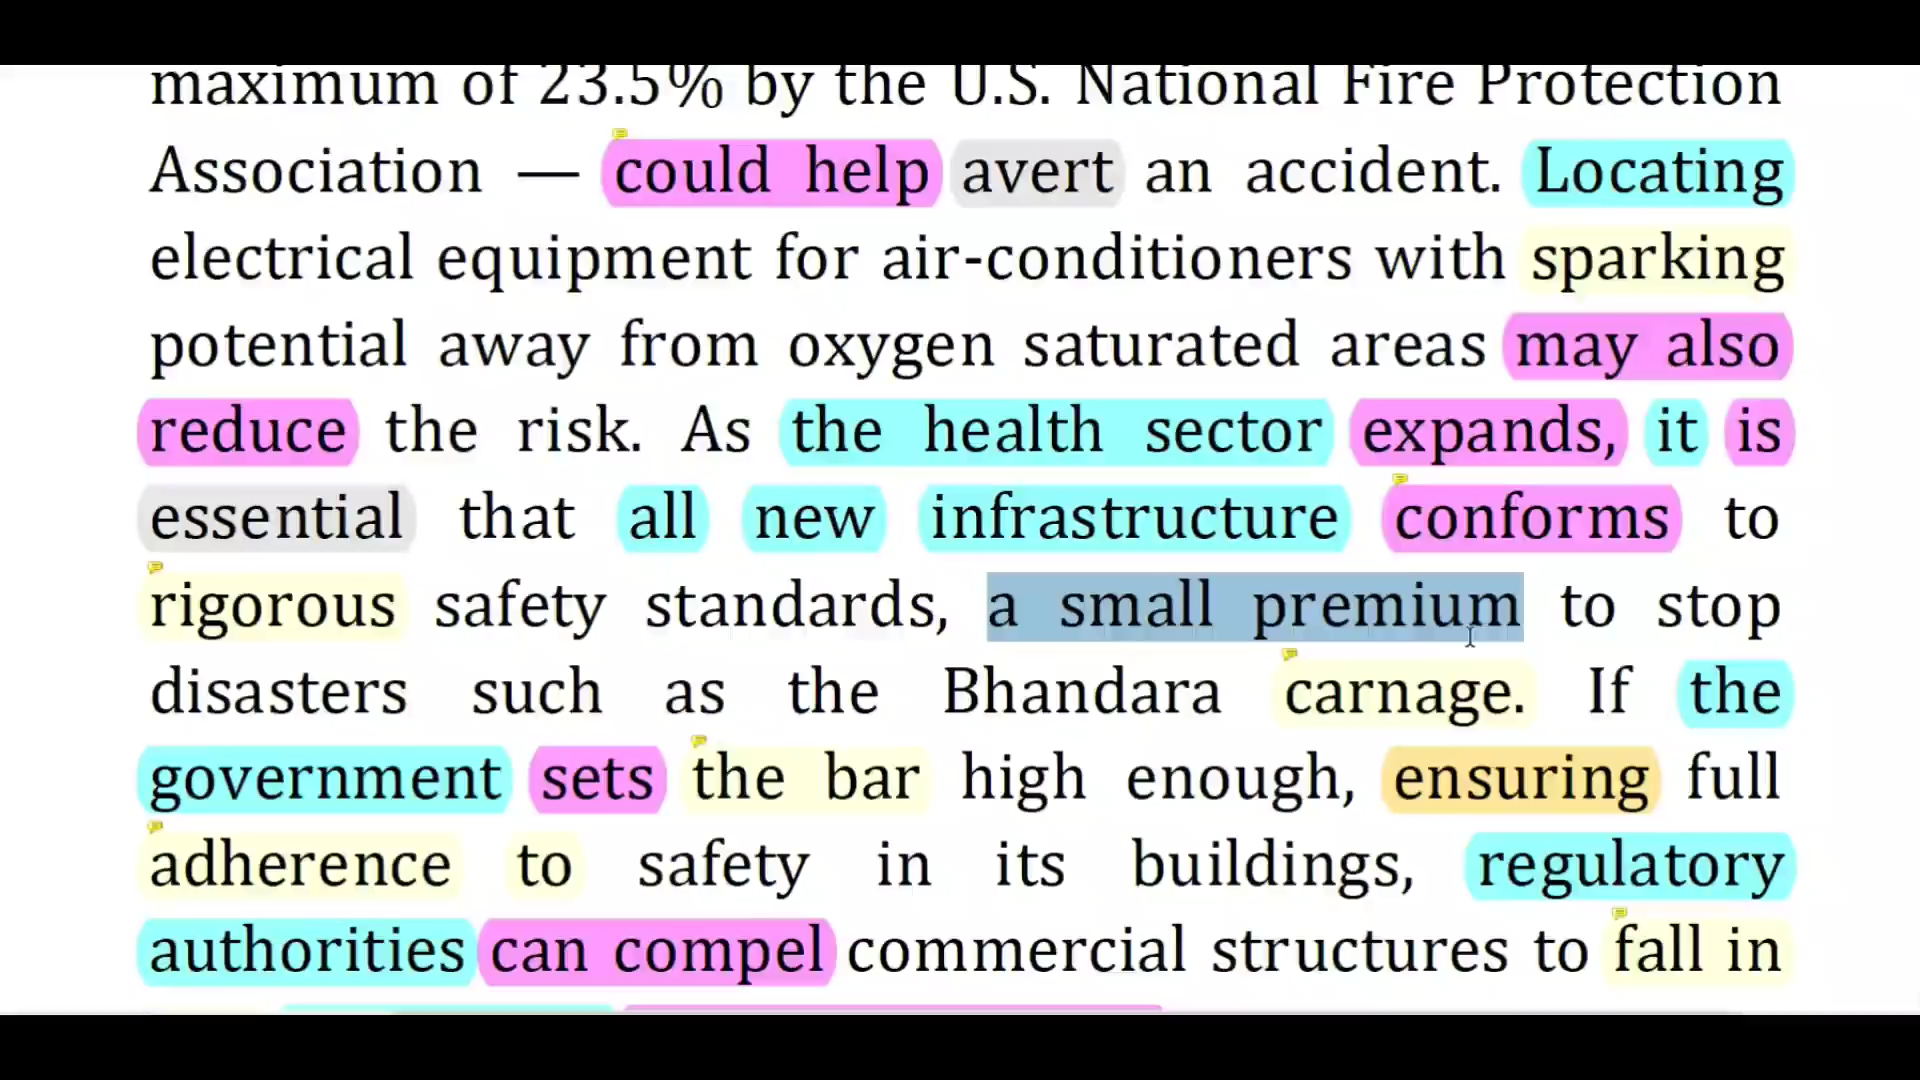 maximum of 23.5% by the U.S. National Fire Protection
Association — could help avert an accident. Locating
electrical equipment for air-conditioners with sparking
potential away from oxygen saturated areas may also
reduce the risk. As the health sector expands, it is
essential that all new infrastructure conforms to
rigorous safety standards, a small premium to stop
disasters such as the Bhandara carnage. If the
government sets the bar high enough, ensuring full
adherence to safety in its buildings, regulatory
authorities can compel commercial structures to fall in